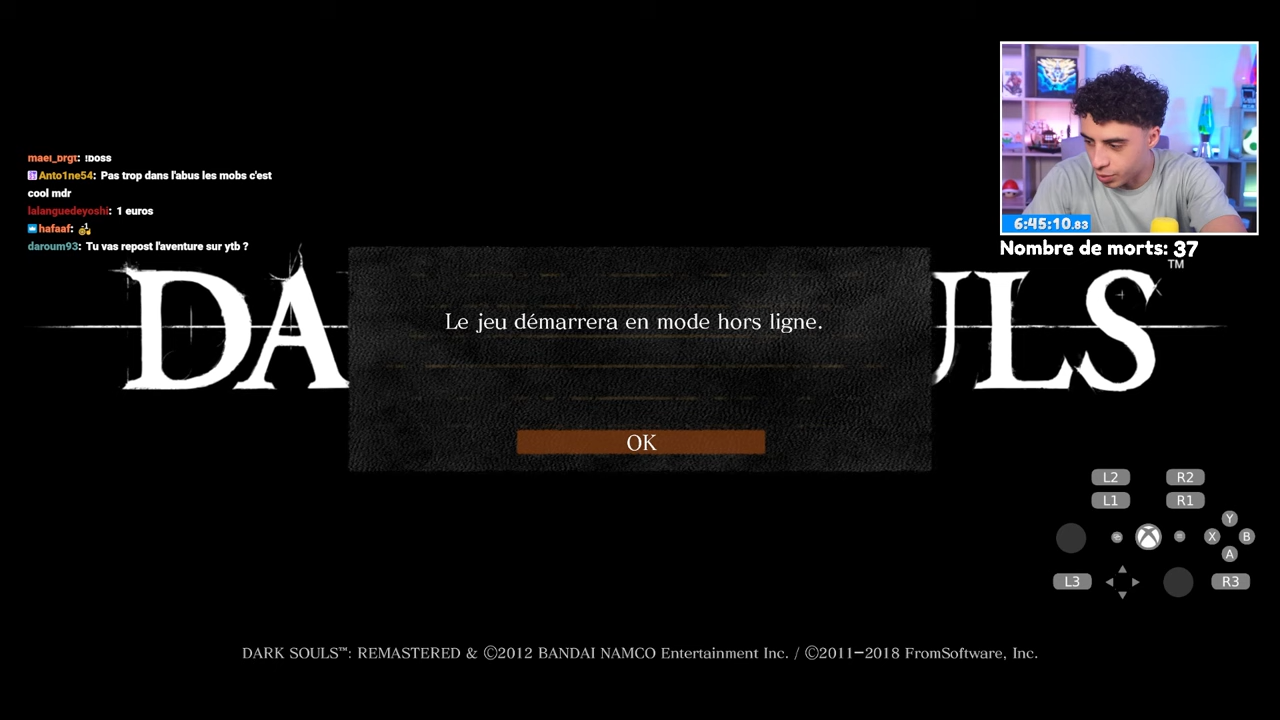 maei_prgt: !boss
Anto1ne54: Pas trop dans l'abus les mobs c'est
cool mdr
lalanguedeyoshi: 1 euros
hafaaf:
daroum93: Tu vas repost l'aventure sur ytb ?
6:45:10.83
Nombre de morts: 37
DA ULS™
Le jeu démarrera en mode hors ligne.
OK
L2 R2
L1 R1
Y
X B
A
L3 R3
DARK SOULS™: REMASTERED & ©2012 BANDAI NAMCO Entertainment Inc. / ©2011-2018 FromSoftware, Inc.